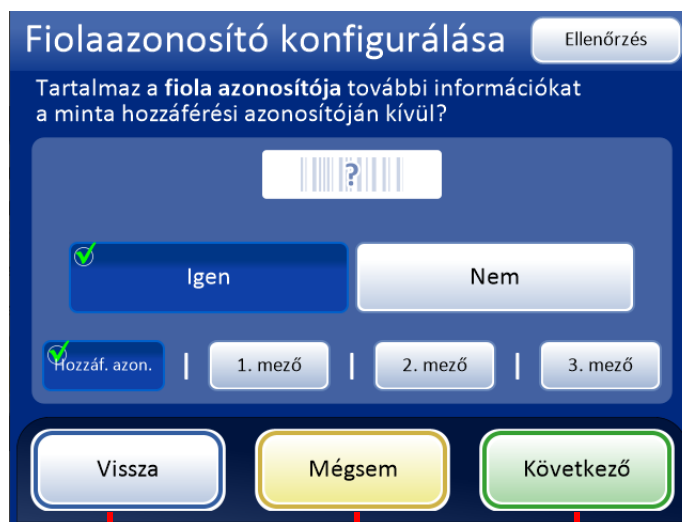 Fiolaazonosító konfigurálása
Ellenőrzés
Tartalmaz a fiola azonosítója további információkat
a minta hozzáférési azonosítóján kívül?
?
Igen
Nem
Hozzáf. azon. | 1. mező | 2. mező | 3. mező
Vissza
Mégsem
Következő